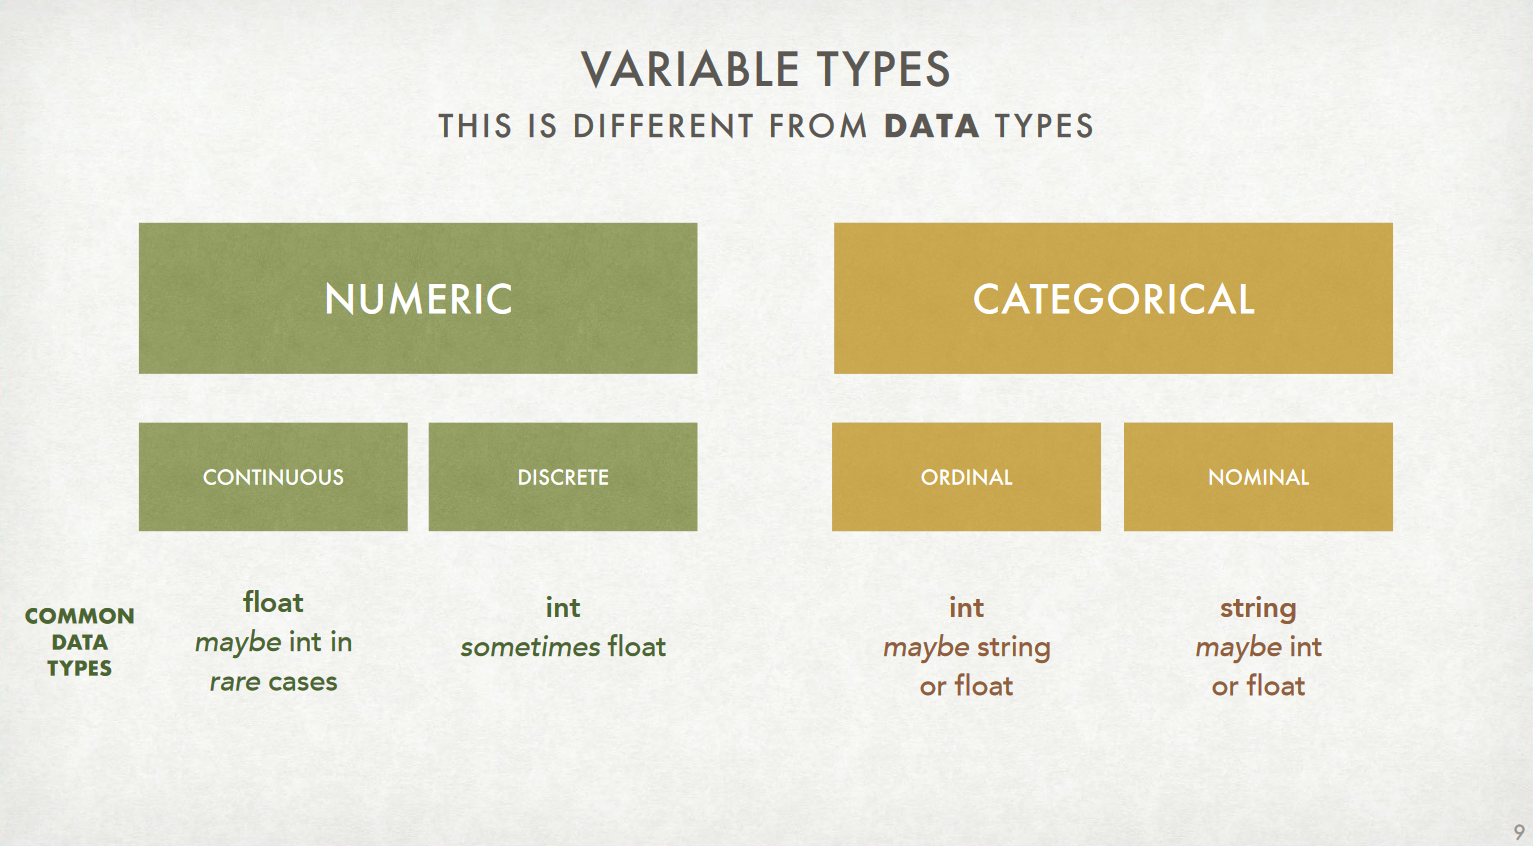 VARIABLE TYPES
THIS IS DIFFERENT FROM DATA TYPES
NUMERIC
CATEGORICAL
CONTINUOUS
DISCRETE
ORDINAL
NOMINAL
COMMON
DATA
TYPES
float
maybe int in
rare cases
int
sometimes float
int
maybe string
or float
string
maybe int
or float
9